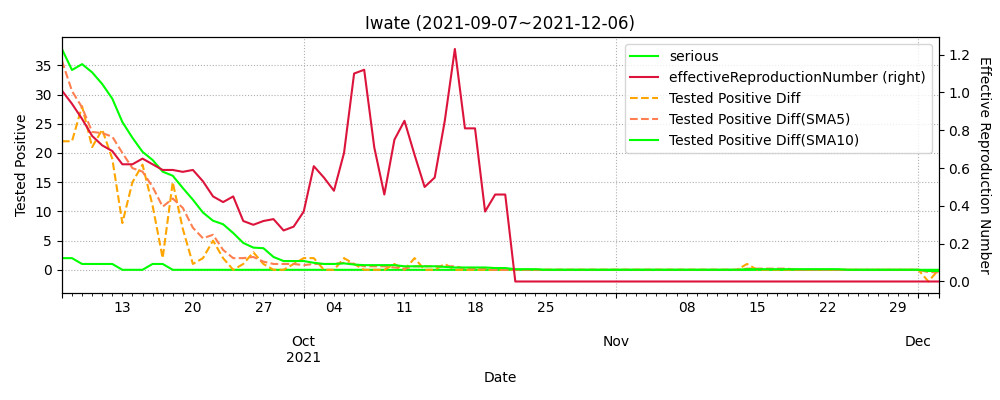 Iwate (2021-09-07~2021-12-06)
serious
effectiveReproductionNumber (right)
Tested Positive Diff
Tested Positive Diff(SMA5)
Tested Positive Diff(SMA10)
Tested Positive
35
30
25
20
15
10
5
0
Effective Reproduction Number
1.2
1.0
0.8
0.6
0.4
0.2
0.0
13 20 27 04 11 18 25 08 15 22 29
Oct Nov Dec
2021
Date